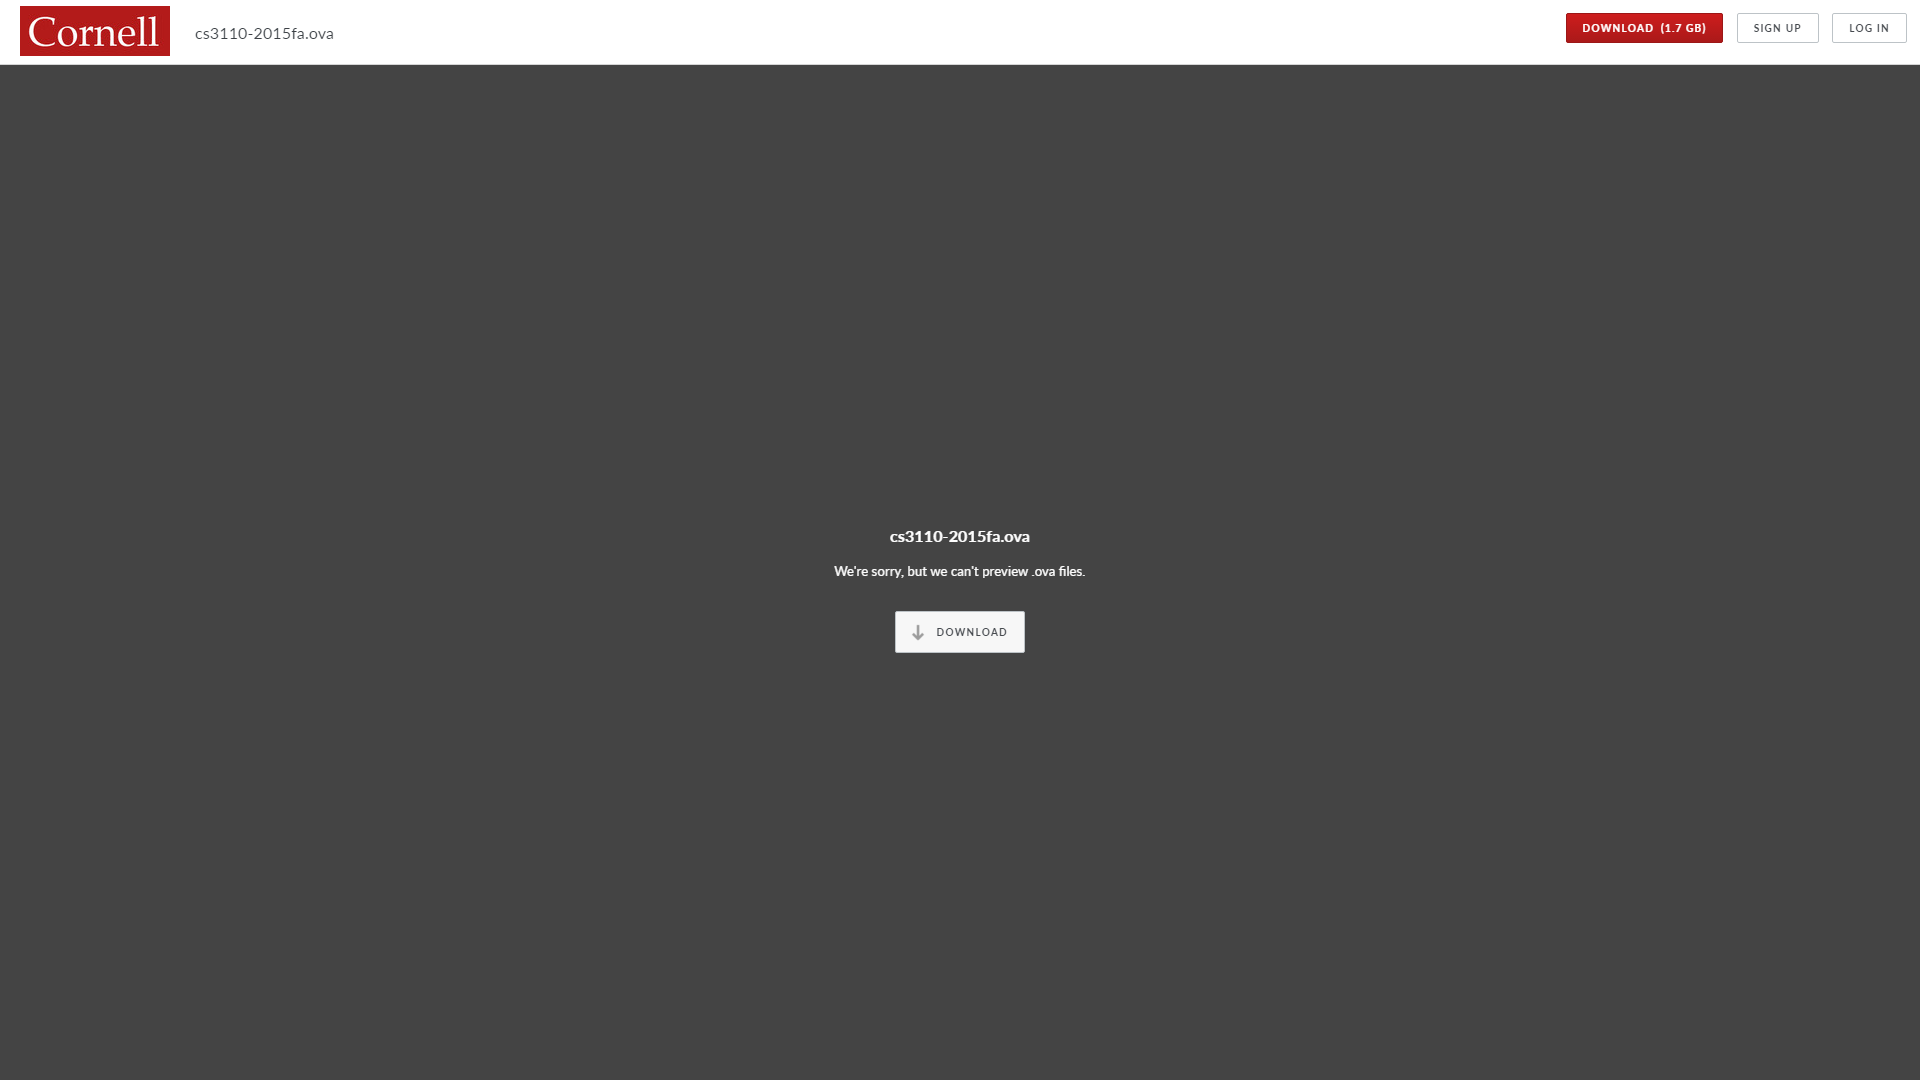 Cornell
cs3110-2015fa.ova
DOWNLOAD (1.7 GB)
SIGN UP
LOG IN
cs3110-2015fa.ova
We're sorry, but we can't preview .ova files.
DOWNLOAD